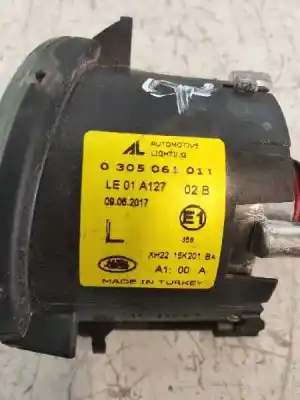 AL AUTOMOTIVE
LIGHTING
0 305 061 011
LE 01 A127 02 B
09.06.2017
E1
L
358
XH22 15K201 BA
A1: 00 A
MADE IN TURKEY